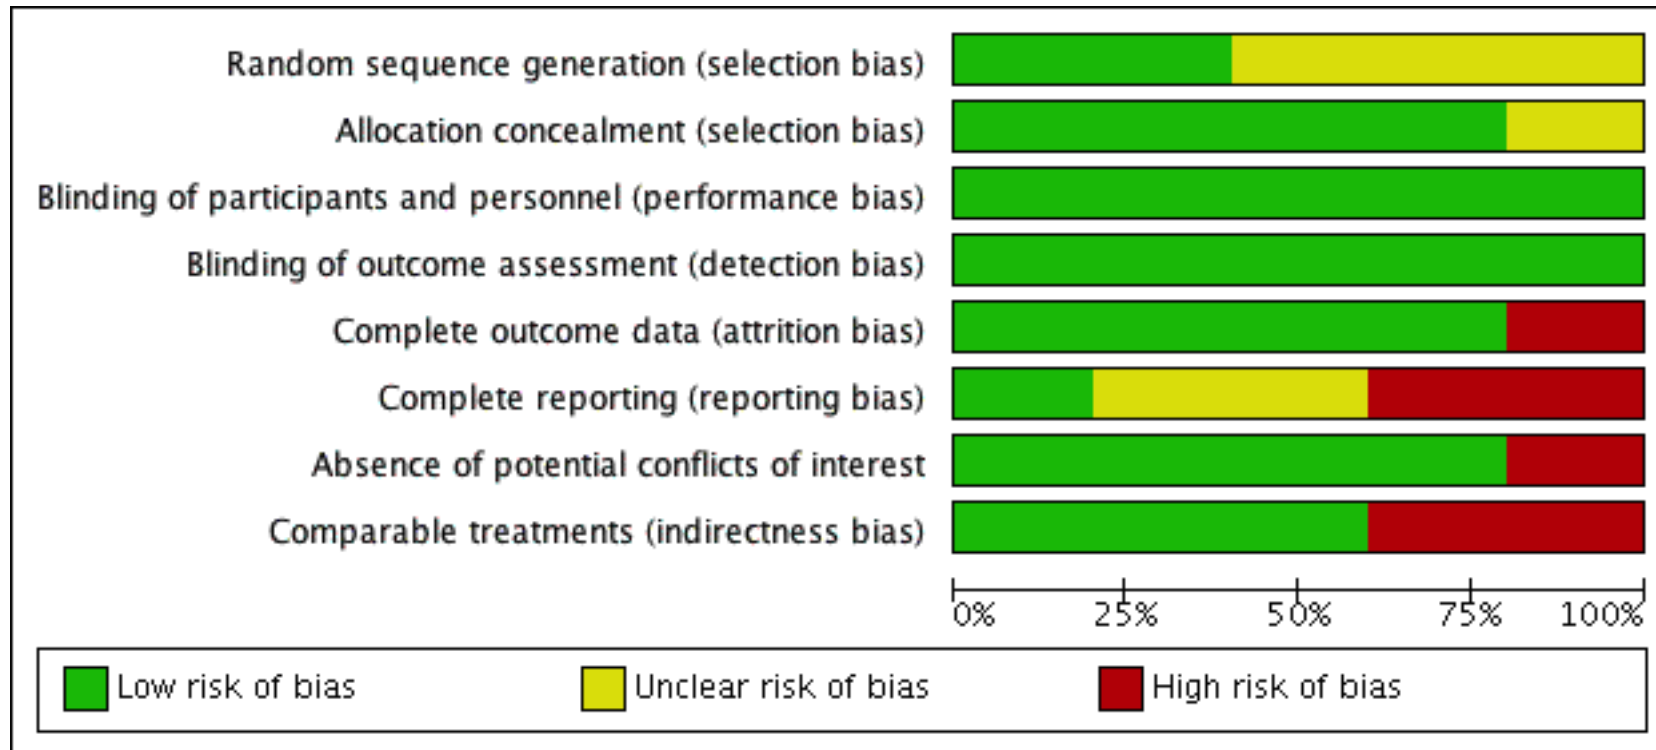 Random sequence generation (selection bias)
Allocation concealment (selection bias)
Blinding of participants and personnel (performance bias)
Blinding of outcome assessment (detection bias)
Complete outcome data (attrition bias)
Complete reporting (reporting bias)
Absence of potential conflicts of interest
Comparable treatments (indirectness bias)
0% 25% 50% 75% 100%
Low risk of bias Unclear risk of bias High risk of bias